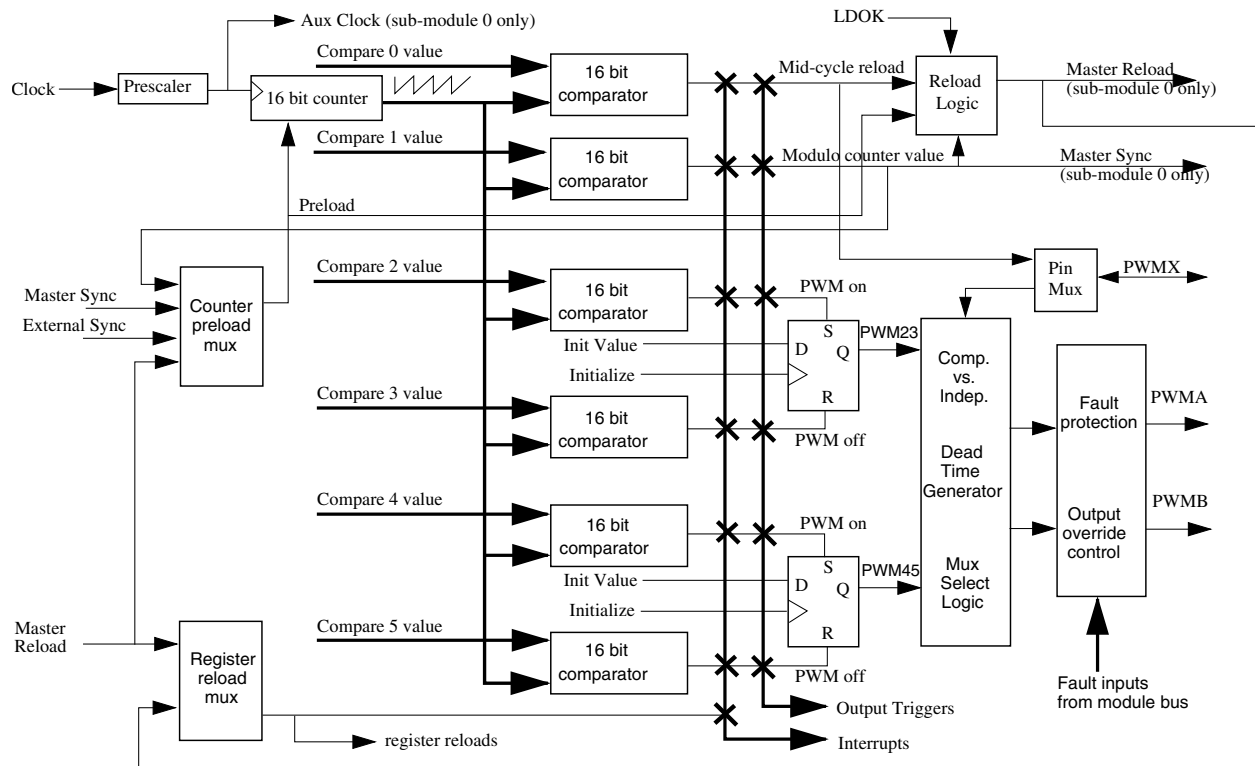 Aux Clock (sub-module 0 only)
LDOK
Compare 0 value
Clock
Prescaler
16 bit counter
16 bit
comparator
Mid-cycle reload
Reload
Logic
Master Reload
(sub-module 0 only)
Compare 1 value
16 bit
comparator
Modulo counter value
Master Sync
(sub-module 0 only)
Preload
Master Sync
External Sync
Counter
preload
mux
Compare 2 value
16 bit
comparator
PWM on
Pin
Mux
PWMX
Init Value
Initialize
S
D
Q
R
PWM23
Compare 3 value
16 bit
comparator
PWM off
Comp.
vs.
Indep.
Dead
Time
Generator
Mux
Select
Logic
Fault
protection
Output
override
control
PWMA
PWMB
Compare 4 value
16 bit
comparator
PWM on
Init Value
Initialize
S
D
Q
R
PWM45
Compare 5 value
16 bit
comparator
PWM off
Master
Reload
Register
reload
mux
Fault inputs
from module bus
Output Triggers
register reloads
Interrupts